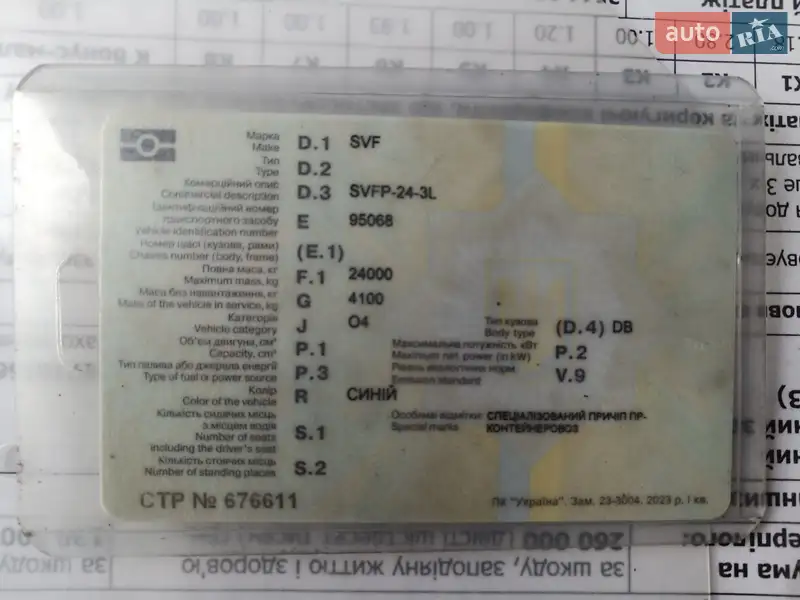 auto RIA
Марка D.1 SVF
Make
Тип D.2
Type
Комерційний опис D.3 SVFP-24-3L
Commercial description
Ідентифікаційний номер
транспортного засобу E 95068
Vehicle identification number
Номер шасі (кузова, рами) (E.1)
Chassis number (body, frame)
Повна маса, кг F.1 24000
Maximum mass, kg
Маса без навантаження, кг G 4100
Mass of the vehicle in service, kg
Категорія J O4 Тип кузова (D.4) DB
Vehicle category Body type
Об'єм двигуна, см³ P.1 Максимальна потужність кВт P.2
Capacity, cm³ Maximum net power (in kW)
Тип палива або джерела енергії P.3 Рівень екологічних норм V.9
Type of fuel or power source Emission standard
Колір R СИНІЙ
Color of the vehicle
Кількість сидячих місць Особливі відмітки СПЕЦІАЛІЗОВАНИЙ ПРИЧІП ПР-
з місцем водія S.1 Special marks КОНТЕЙНЕРОВОЗ
Number of seats
including the driver's seat
Кількість стоячих місць S.2
Number of standing places
СТР № 676611 ПК "Україна". Зам. 23-3004. 2023 р. І кв.
260 000
за шкоду, заподіяну життю і здоров'ю